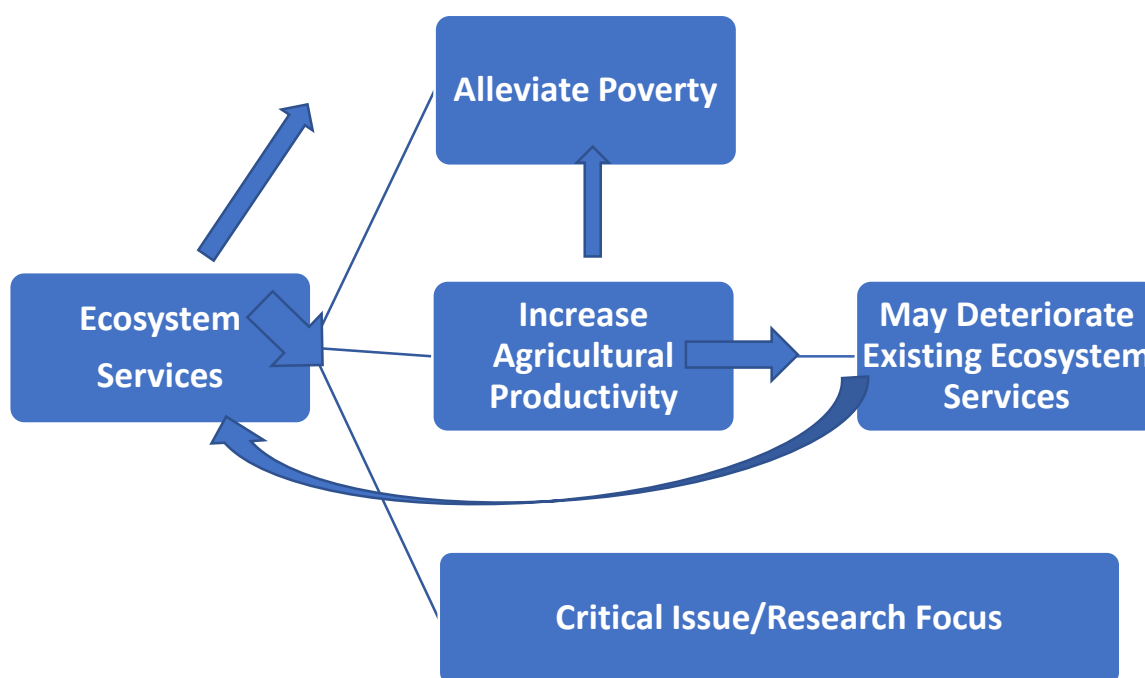 Alleviate Poverty
Ecosystem
Services
Increase
Agricultural
Productivity
May Deteriorate
Existing Ecosystem
Services
Critical Issue/Research Focus